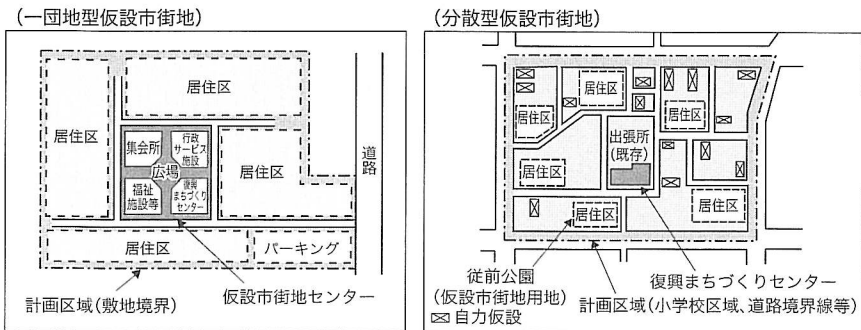 (一団地型仮設市街地)
居住区
居住区
集会所
行政
サービス
施設
広場
福祉
施設等
復興
まちづくり
センター
居住区
道路
居住区
パーキング
計画区域(敷地境界)
仮設市街地センター
(分散型仮設市街地)
居住区
居住区
居住区
出張所
(既存)
居住区
居住区
居住区
従前公園
(仮設市街地用地)
自力仮設
復興まちづくりセンター
計画区域(小学校区域、道路境界線等)